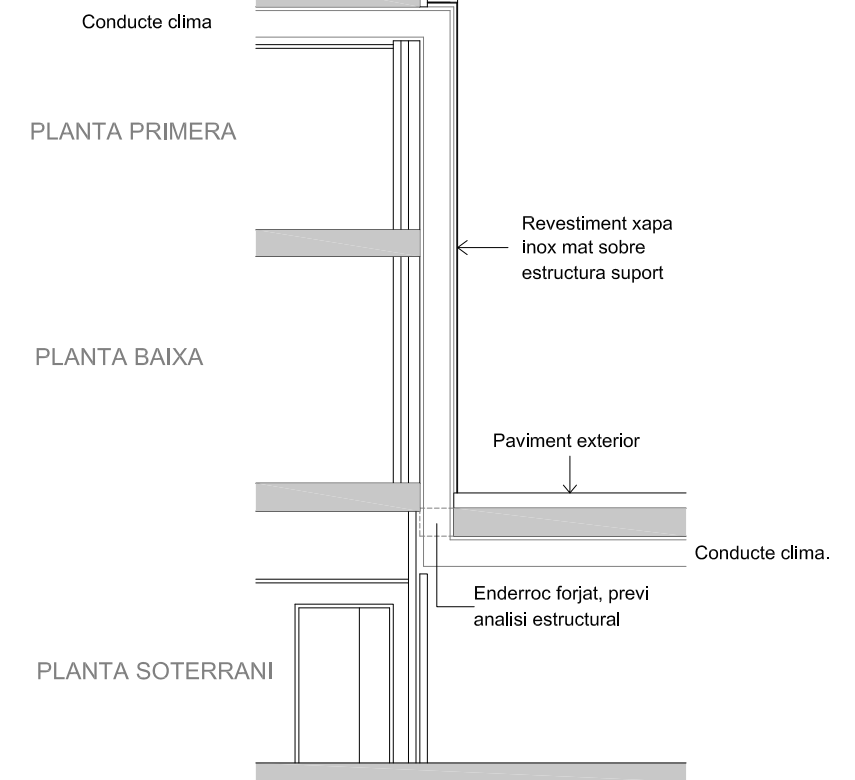 Conducte clima
PLANTA PRIMERA
Revestiment xapa
inox mat sobre
estructura suport
PLANTA BAIXA
Paviment exterior
Conducte clima.
Enderroc forjat, previ
analisi estructural
PLANTA SOTERRANI